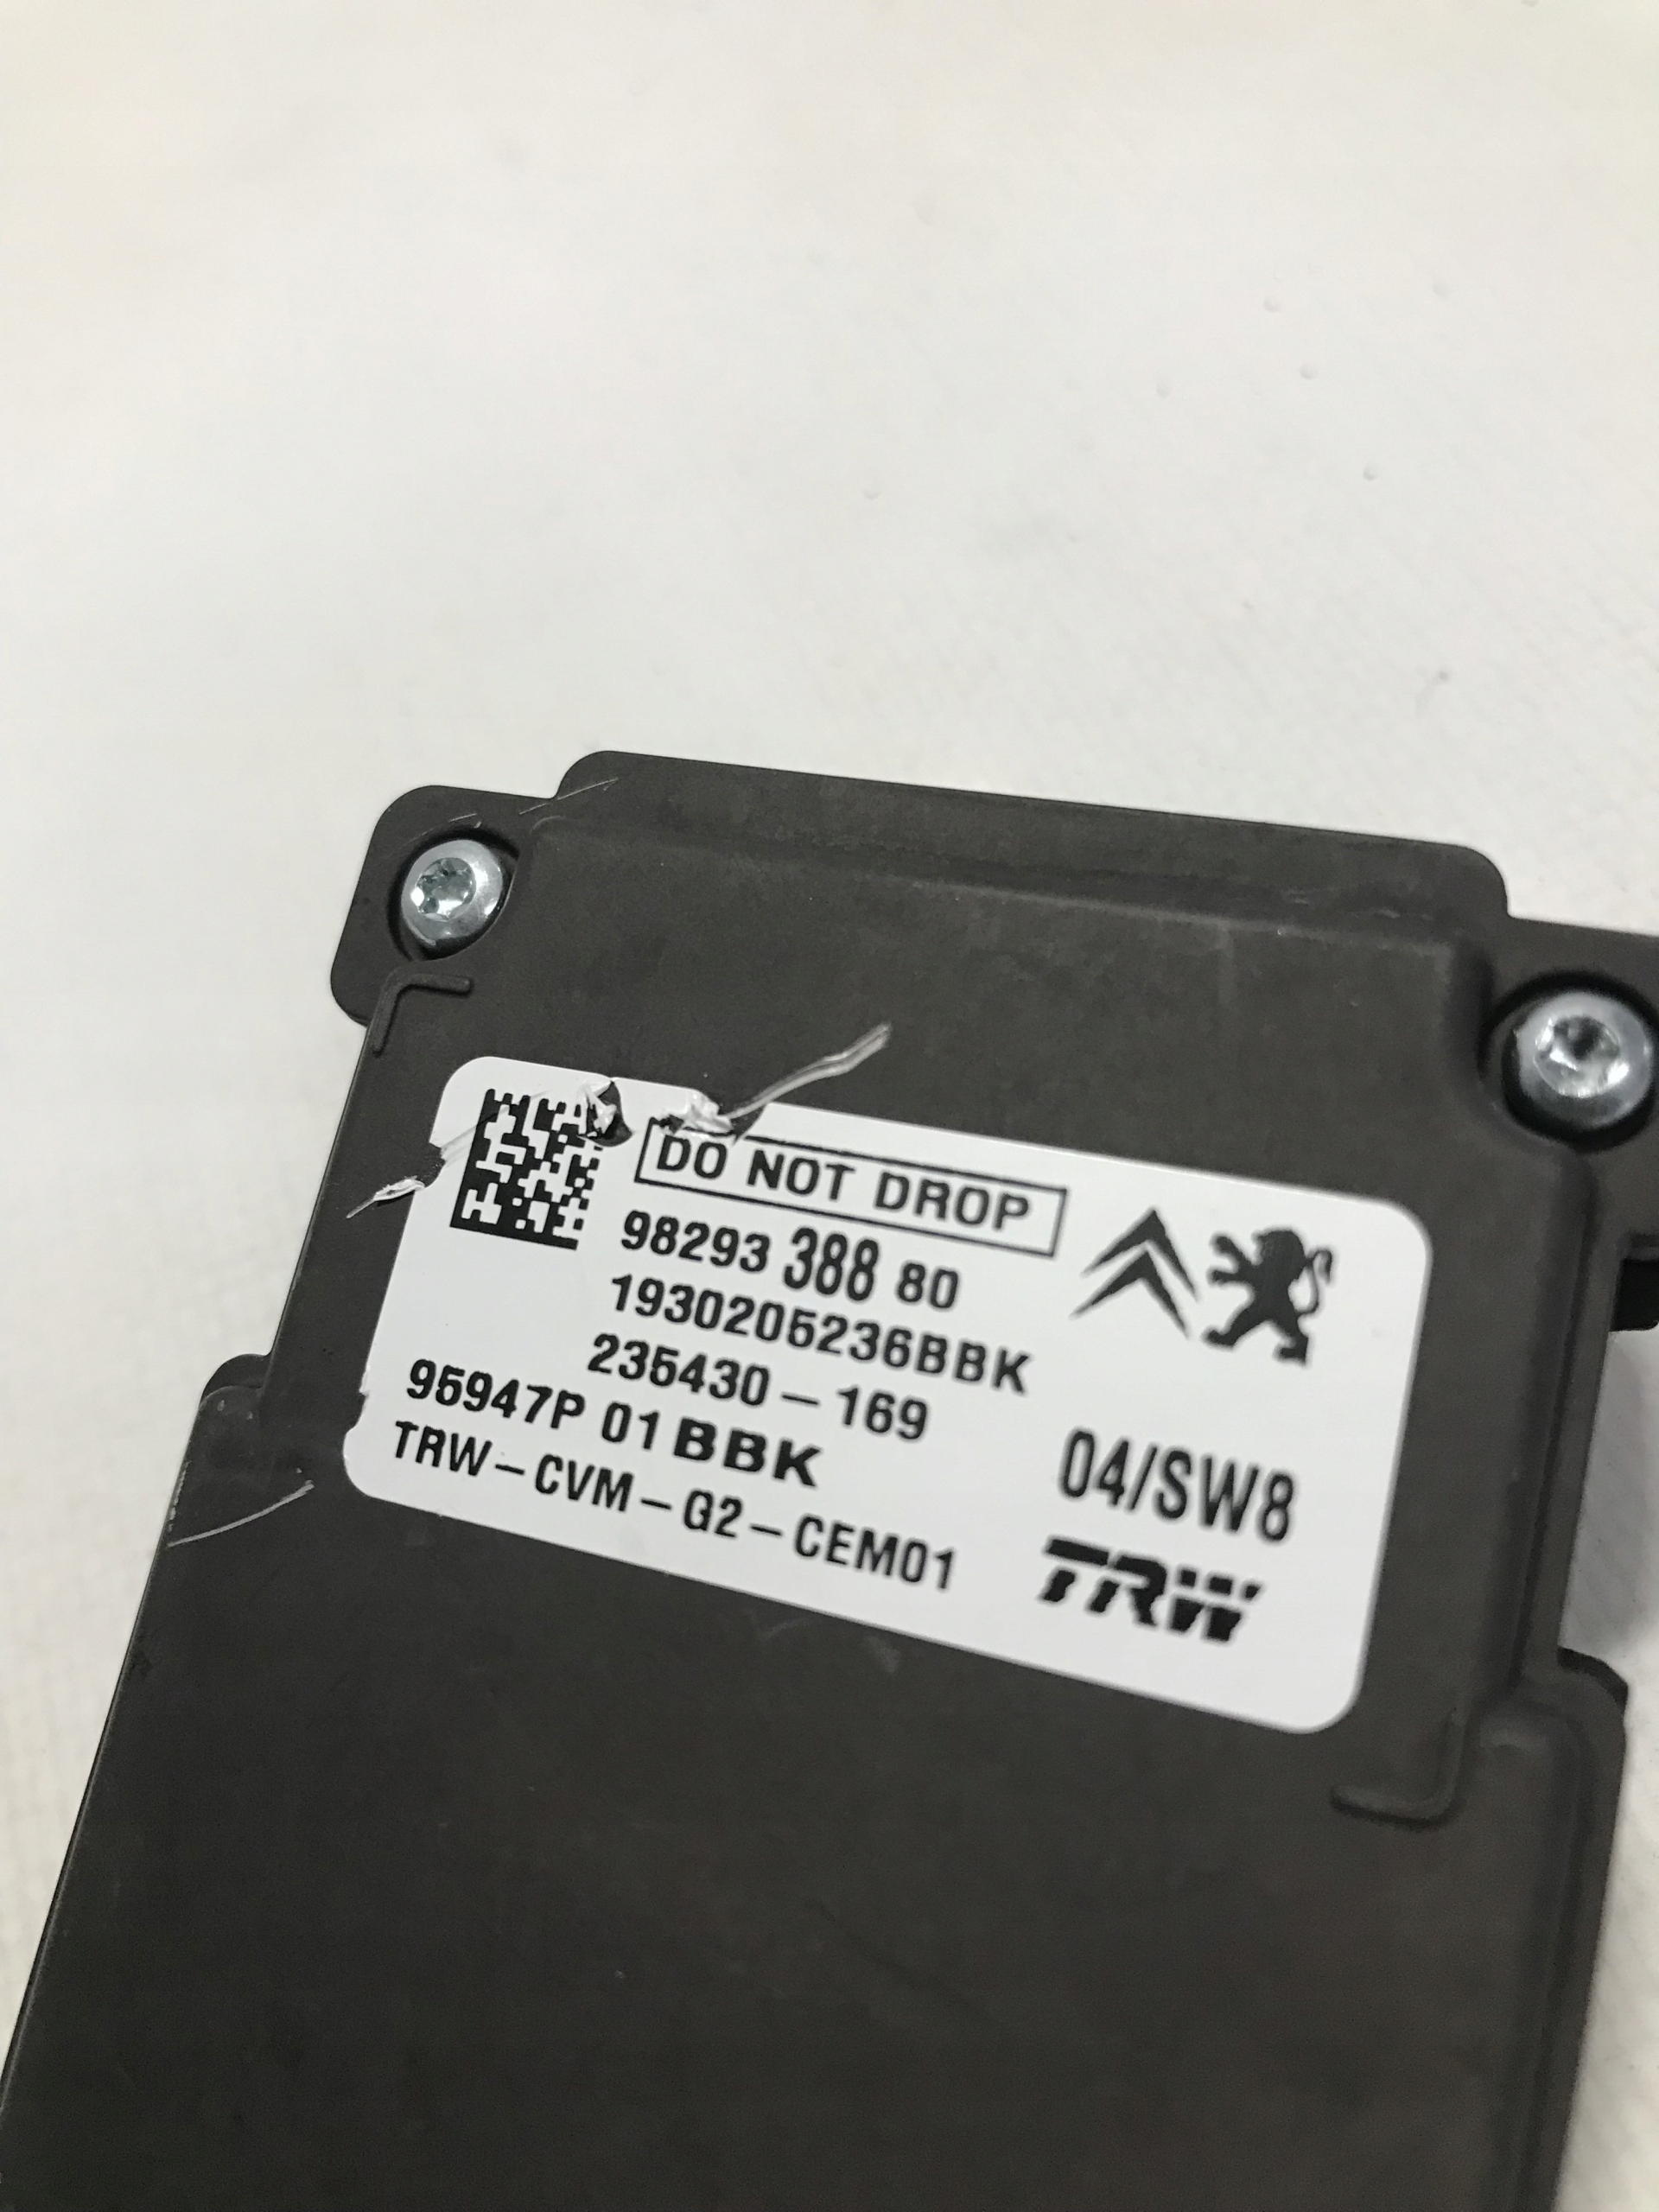 DO NOT DROP
98293 388 80
1930205236BBK
235430-169
95947P 01 BBK
TRW-CVM-G2-CEM01
04/SW8
TRW